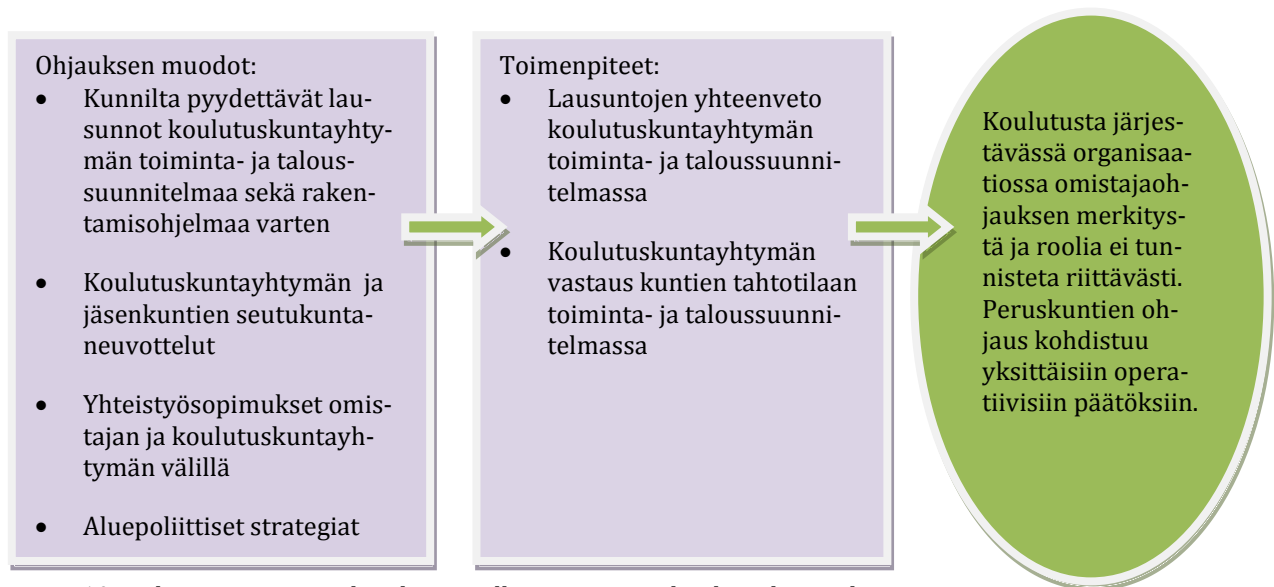 Ohjauksen muodot:
• Kunnilta pyydettävät lau-
sunnot koulutuskuntayhty-
män toiminta- ja talous-
suunnitelmaa sekä raken-
tamisohjelmaa varten
• Koulutuskuntayhtymän ja
jäsenkuntien seutukunta-
neuvottelut
• Yhteistyösopimukset omis-
tajan ja koulutuskuntayh-
tymän välillä
• Aluepoliittiset strategiat
Toimenpiteet:
• Lausuntojen yhteenveto
koulutuskuntayhtymän
toiminta- ja taloussuunni-
telmassa
• Koulutuskuntayhtymän
vastaus kuntien tahtotilaan
toiminta- ja taloussuunni-
telmassa
Koulutusta järjes-
tävässä organisaa-
tiossa omistajaoh-
jauksen merkitys-
tä ja roolia ei tun-
nisteta riittävästi.
Peruskuntien oh-
jaus kohdistuu
yksittäisiin opera-
tiivisiin päätöksiin.